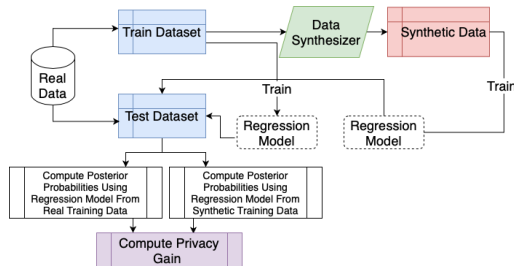 Real
Data
Train Dataset
Data
Synthesizer
Synthetic Data
Train
Train
Test Dataset
Regression
Model
Regression
Model
Compute Posterior
Probabilities Using
Regression Model From
Real Training Data
Compute Posterior
Probabilities Using
Regression Model From
Synthetic Training Data
Compute Privacy
Gain